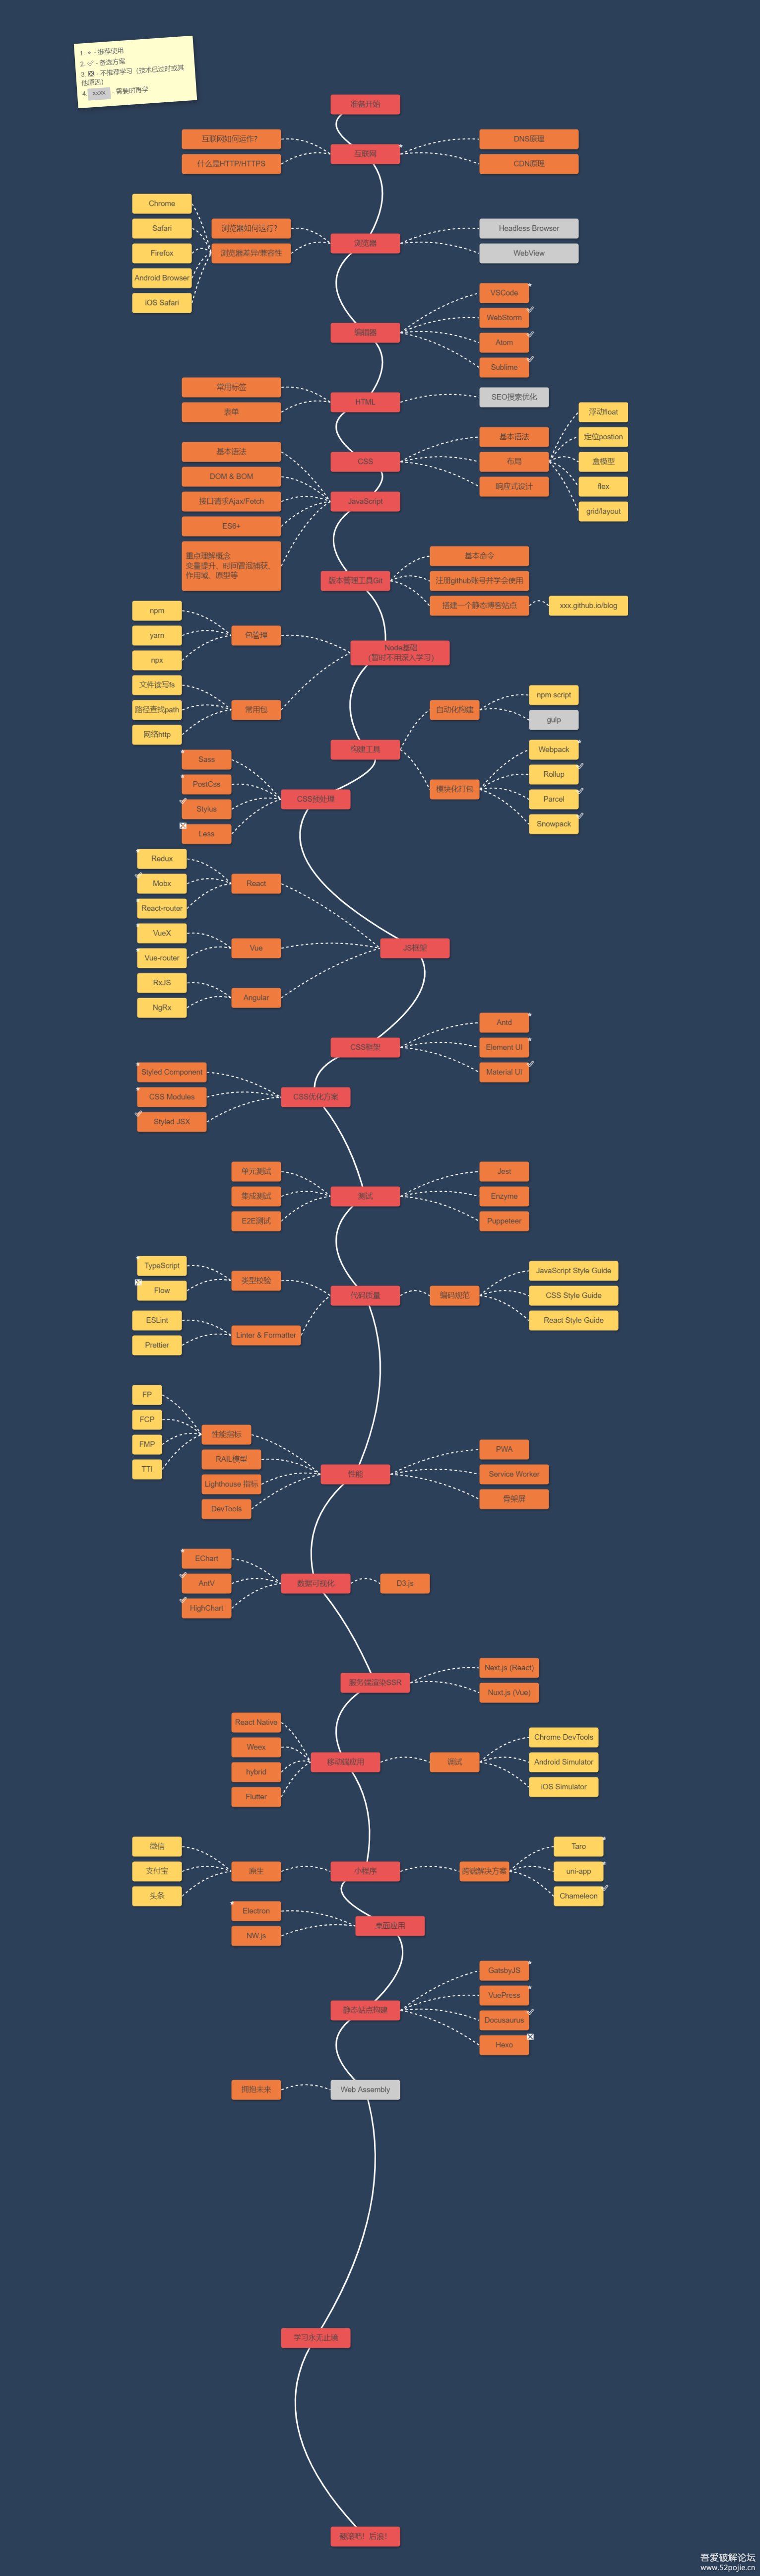 1. * - 推荐使用
2. ✅ - 备选方案
3. ❎ - 不推荐学习（技术已过时或其
他原因）
4. xxxx - 需要时再学
准备开始
互联网如何运作?
什么是HTTP/HTTPS
互联网
DNS原理
CDN原理
Chrome
Safari
Firefox
Android Browser
iOS Safari
浏览器如何运行?
浏览器差异/兼容性
浏览器
Headless Browser
WebView
编辑器
VSCode
WebStorm
Atom
Sublime
常用标签
表单
HTML
SEO搜索优化
CSS
基本语法
布局
响应式设计
浮动float
定位postion
盒模型
flex
grid/layout
基本语法
DOM & BOM
接口请求Ajax/Fetch
ES6+
重点理解概念
变量提升、时间冒泡捕获、
作用域、原型等
JavaScript
版本管理工具Git
基本命令
注册github账号并学会使用
搭建一个静态博客站点
xxx.github.io/blog
npm
yarn
npx
包管理
文件读写fs
路径查找path
网络http
常用包
Node基础
（暂时不用深入学习）
构建工具
自动化构建
npm script
gulp
模块化打包
Webpack
Rollup
Parcel
Snowpack
Sass
PostCss
Stylus
Less
CSS预处理
Redux
Mobx
React-router
React
VueX
Vue-router
Vue
RxJS
NgRx
Angular
JS框架
CSS框架
Antd
Element UI
Material UI
Styled Component
CSS Modules
Styled JSX
CSS优化方案
单元测试
集成测试
E2E测试
测试
Jest
Enzyme
Puppeteer
TypeScript
Flow
类型校验
ESLint
Prettier
Linter & Formatter
代码质量
编码规范
JavaScript Style Guide
CSS Style Guide
React Style Guide
FP
FCP
FMP
TTI
性能指标
RAIL模型
Lighthouse 指标
DevTools
性能
PWA
Service Worker
骨架屏
EChart
AntV
HighChart
数据可视化
D3.js
服务端渲染SSR
Next.js (React)
Nuxt.js (Vue)
React Native
Weex
hybrid
Flutter
移动端应用
调试
Chrome DevTools
Android Simulator
iOS Simulator
微信
支付宝
头条
原生
小程序
跨端解决方案
Taro
uni-app
Chameleon
Electron
NW.js
桌面应用
静态站点构建
GatsbyJS
VuePress
Docusaurus
Hexo
拥抱未来
Web Assembly
学习永无止境
翻滚吧！后浪！
吾爱破解论坛
www.52pojie.cn